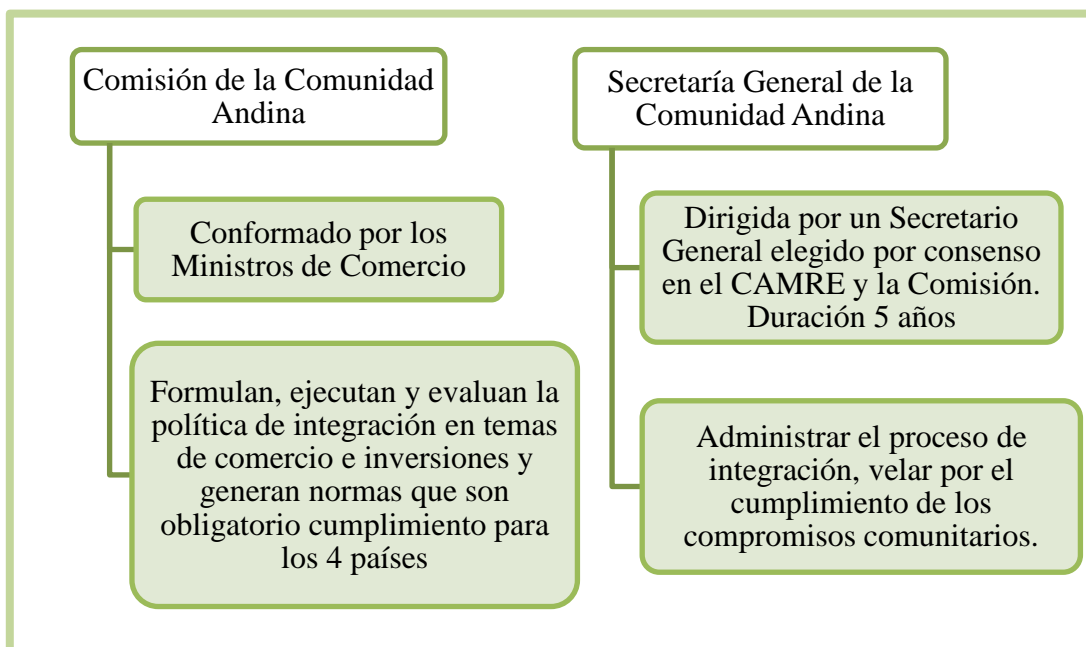 Comisión de la Comunidad
Andina
Conformado por los
Ministros de Comercio
Formulan, ejecutan y evaluan la
política de integración en temas
de comercio e inversiones y
generan normas que son
obligatorio cumplimiento para
los 4 países
Secretaría General de la
Comunidad Andina
Dirigida por un Secretario
General elegido por consenso
en el CAMRE y la Comisión.
Duración 5 años
Administrar el proceso de
integración, velar por el
cumplimiento de los
compromisos comunitarios.